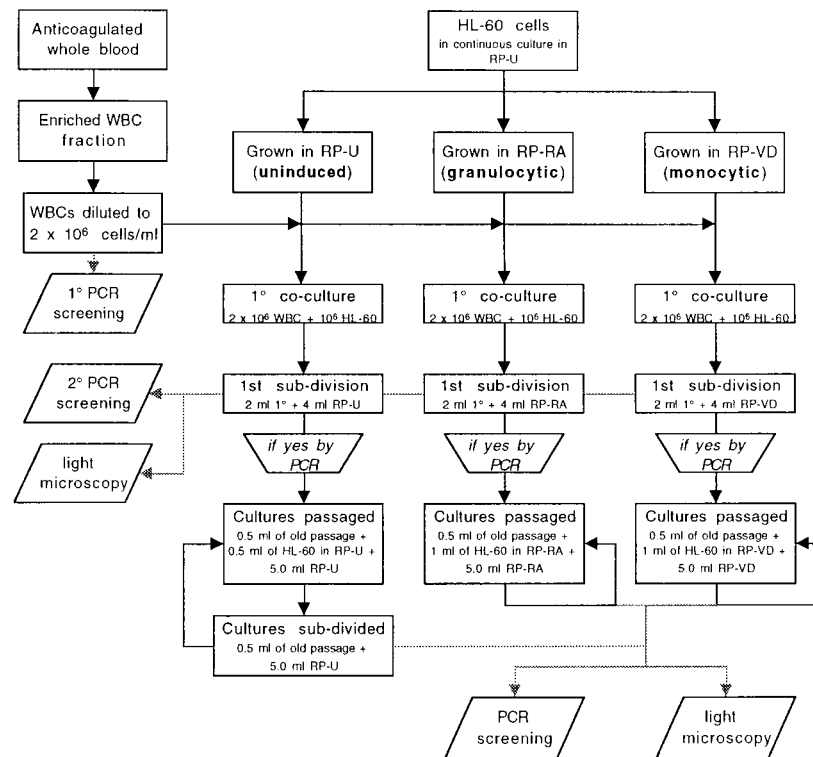 Anticoagulated
whole blood
HL-60 cells
in continuous culture in
RP-U
Enriched WBC
fraction
Grown in RP-U
(uninduced)
Grown in RP-RA
(granulocytic)
Grown in RP-VD
(monocytic)
WBCs diluted to
2 x 10⁶ cells/ml
1° PCR
screening
1° co-culture
2 x 10⁶ WBC + 10⁶ HL-60
1° co-culture
2 x 10⁶ WBC + 10⁶ HL-60
1° co-culture
2 x 10⁶ WBC + 10⁶ HL-60
2° PCR
screening
1st sub-division
2 ml 1° + 4 ml RP-U
1st sub-division
2 ml 1° + 4 ml RP-RA
1st sub-division
2 ml 1° + 4 ml RP-VD
light
microscopy
if yes by
PCR
if yes by
PCR
if yes by
PCR
Cultures passaged
0.5 ml of old passage +
0.5 ml of HL-60 in RP-U +
5.0 ml RP-U
Cultures passaged
0.5 ml of old passage +
1 ml of HL-60 in RP-RA +
5.0 ml RP-RA
Cultures passaged
0.5 ml of old passage +
1 ml of HL-60 in RP-VD +
5.0 ml RP-VD
Cultures sub-divided
0.5 ml of old passage +
5.0 ml RP-U
PCR
screening
light
microscopy